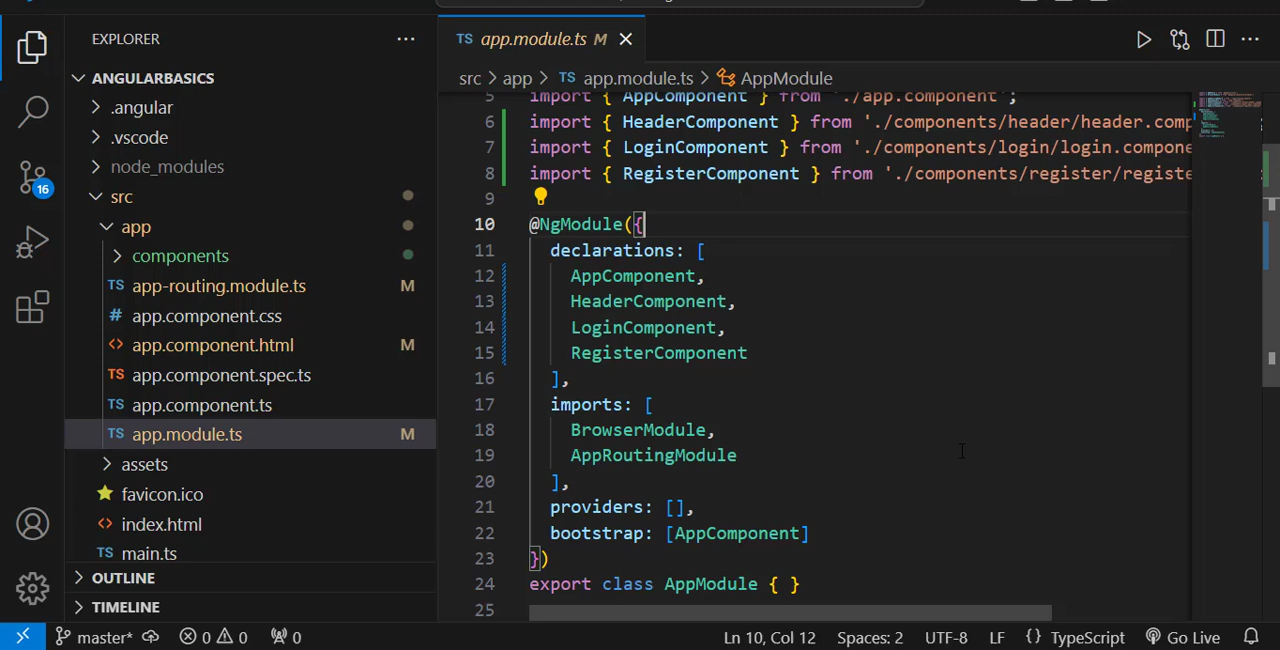 EXPLORER
ANGULARBASICS
.angular
.vscode
node_modules
src
app
components
TS app-routing.module.ts M
# app.component.css
<> app.component.html M
TS app.component.spec.ts
TS app.component.ts
TS app.module.ts M
assets
favicon.ico
<> index.html
TS main.ts
OUTLINE
TIMELINE
16
TS app.module.ts M
src > app > TS app.module.ts > AppModule
5 import { AppComponent } from './app.component';
6 import { HeaderComponent } from './components/header/header.comp
7 import { LoginComponent } from './components/login/login.compone
8 import { RegisterComponent } from './components/register/registe
9
10 @NgModule({
11 declarations: [
12 AppComponent,
13 HeaderComponent,
14 LoginComponent,
15 RegisterComponent
16 ],
17 imports: [
18 BrowserModule,
19 AppRoutingModule
20 ],
21 providers: [],
22 bootstrap: [AppComponent]
23 })
24 export class AppModule { }
25
master* 0 0 0 Ln 10, Col 12 Spaces: 2 UTF-8 LF {} TypeScript Go Live